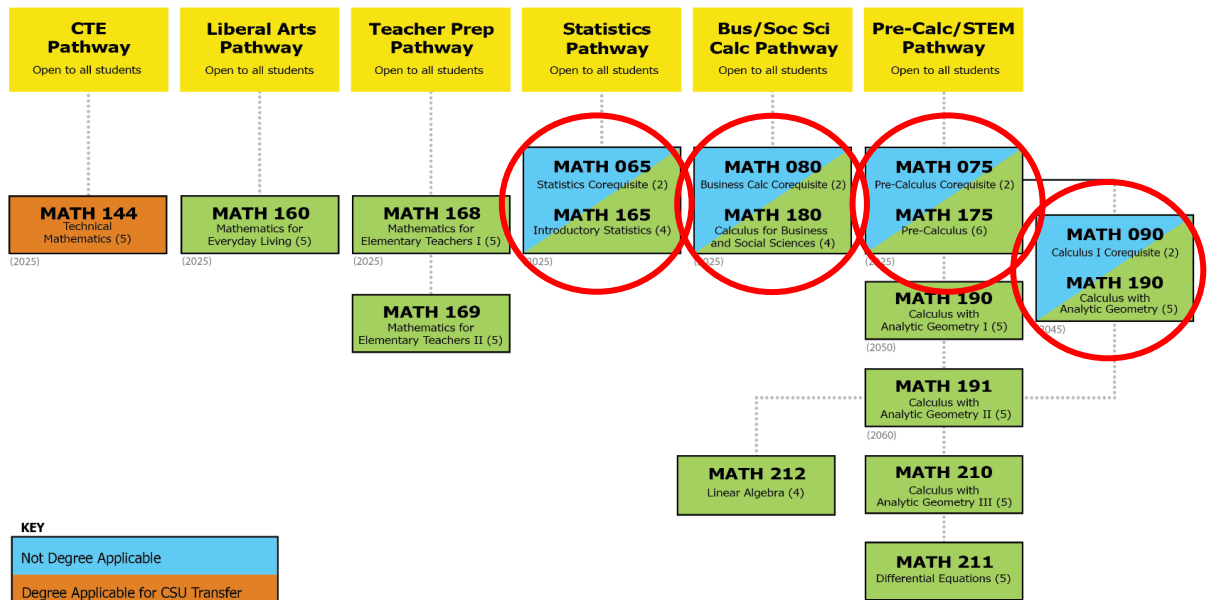 CTE
Pathway
Open to all students
Liberal Arts
Pathway
Open to all students
Teacher Prep
Pathway
Open to all students
Statistics
Pathway
Open to all students
Bus/Soc Sci
Calc Pathway
Open to all students
Pre-Calc/STEM
Pathway
Open to all students
MATH 144
Technical
Mathematics (5)
(2025)
MATH 160
Mathematics for
Everyday Living (5)
(2025)
MATH 168
Mathematics for
Elementary Teachers I (5)
(2025)
MATH 169
Mathematics for
Elementary Teachers II (5)
MATH 065
Statistics Corequisite (2)
MATH 165
Introductory Statistics (4)
(2025)
MATH 080
Business Calc Corequisite (2)
MATH 180
Calculus for Business
and Social Sciences (4)
(2025)
MATH 075
Pre-Calculus Corequisite (2)
MATH 175
Pre-Calculus (6)
(2025)
MATH 090
Calculus I Corequisite (2)
MATH 190
Calculus with
Analytic Geometry (5)
(2045)
MATH 190
Calculus with
Analytic Geometry I (5)
(2050)
MATH 191
Calculus with
Analytic Geometry II (5)
(2060)
MATH 212
Linear Algebra (4)
MATH 210
Calculus with
Analytic Geometry III (5)
MATH 211
Differential Equations (5)
KEY
Not Degree Applicable
Degree Applicable for CSU Transfer